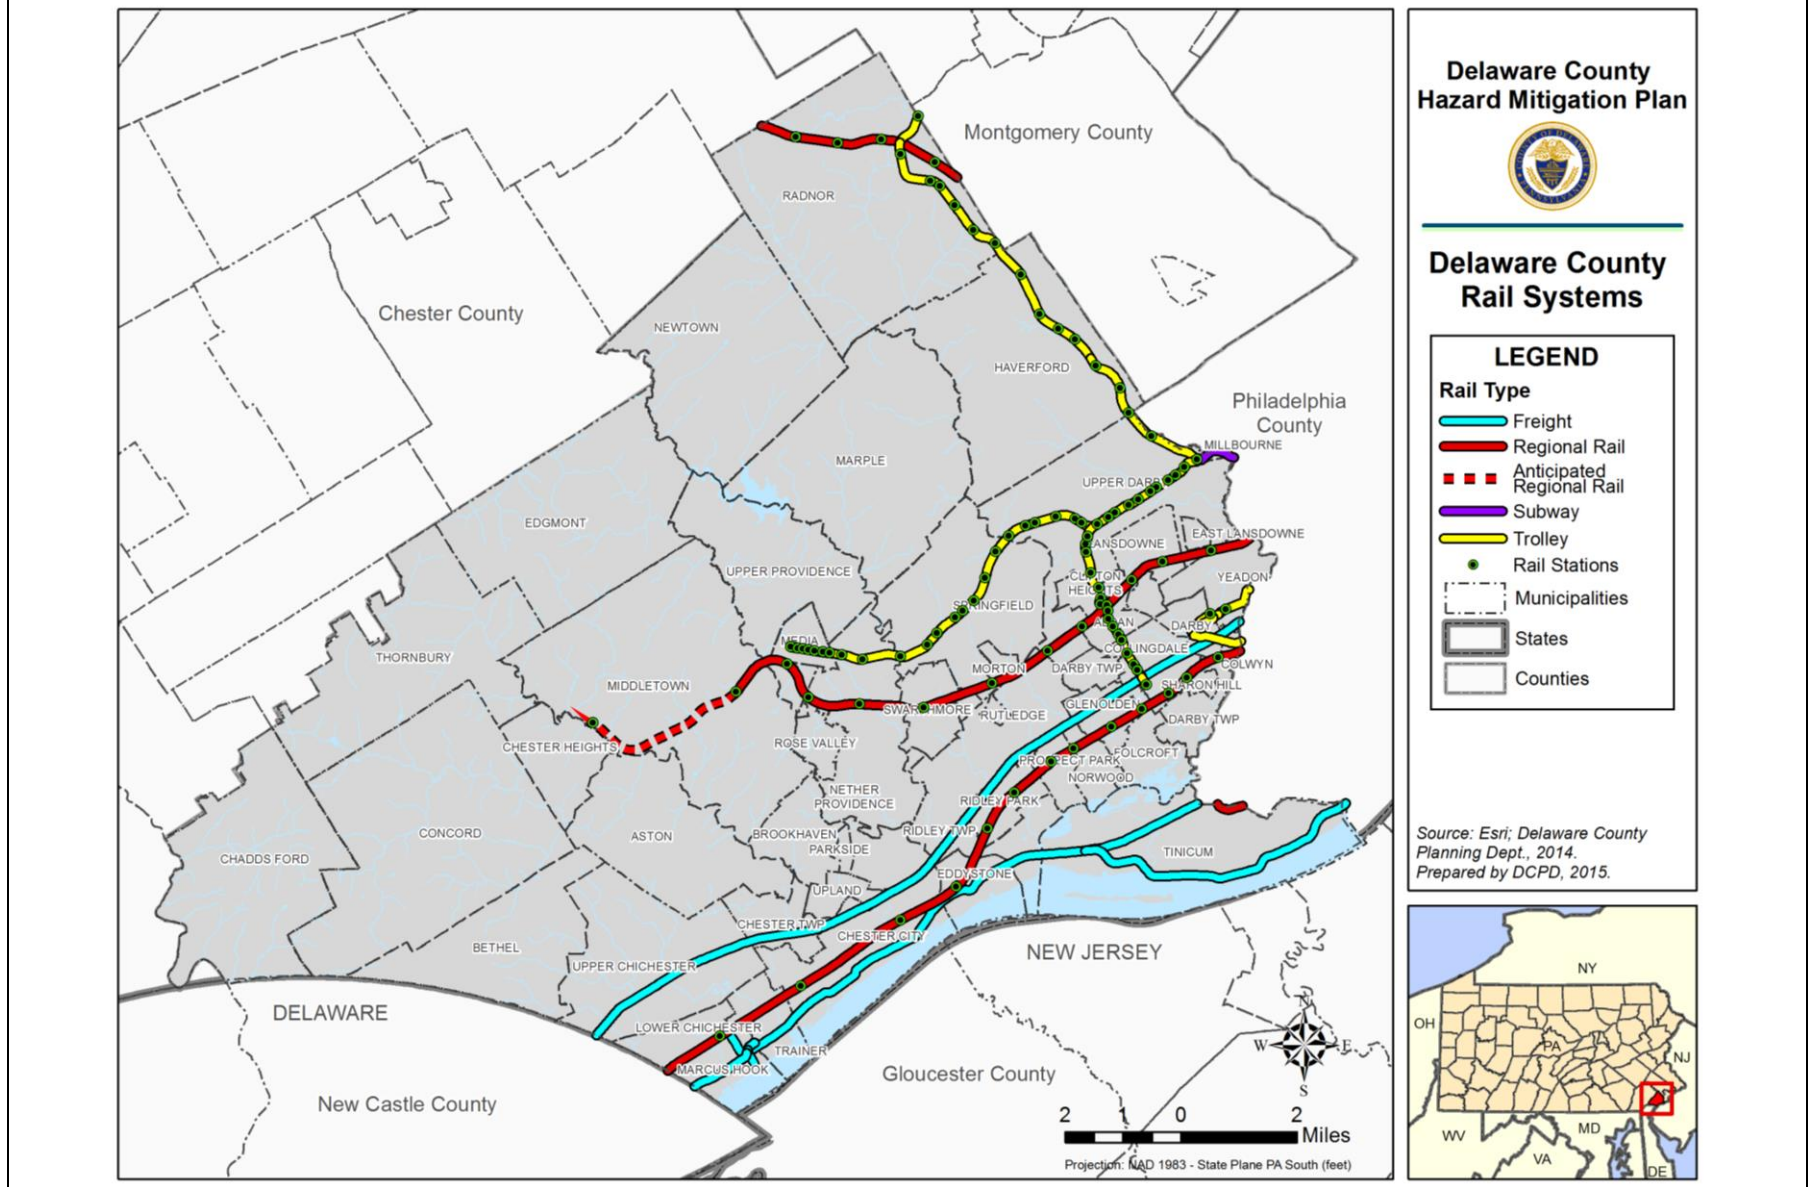 Delaware County
Hazard Mitigation Plan
Delaware County
Rail Systems
LEGEND
Rail Type
Freight
Regional Rail
Anticipated
Regional Rail
Subway
Trolley
Rail Stations
Municipalities
States
Counties
Source: Esri; Delaware County
Planning Dept., 2014.
Prepared by DCPD, 2015.
Montgomery County
RADNOR
Chester County
NEWTOWN
HAVERFORD
Philadelphia
County
MILLBOURNE
MARPLE
UPPER DARBY
EDGMONT
EAST LANSDOWNE
LANSDOWNE
UPPER PROVIDENCE
CLIFTON
HEIGHTS
YEADON
SPRINGFIELD
ALDAN
DARBY
MEDIA
COLLINGDALE
THORNBURY
MORTON
DARBY TWP
COLWYN
MIDDLETOWN
SHARON HILL
SWARTHMORE
RUTLEDGE
GLENOLDEN
DARBY TWP
CHESTER HEIGHTS
ROSE VALLEY
FOLCROFT
PROSPECT PARK
NORWOOD
NETHER
PROVIDENCE
RIDLEY PARK
CONCORD
ASTON
BROOKHAVEN
RIDLEY TWP
PARKSIDE
TINICUM
CHADDS FORD
EDDYSTONE
UPLAND
CHESTER TWP
CHESTER CITY
BETHEL
NEW JERSEY
UPPER CHICHESTER
DELAWARE
LOWER CHICHESTER
TRAINER
MARCUS HOOK
Gloucester County
New Castle County
N
W
E
S
2 1 0 2
Miles
Projection: NAD 1983 - State Plane PA South (feet)
NY
OH
PA
NJ
WV
MD
VA
DE